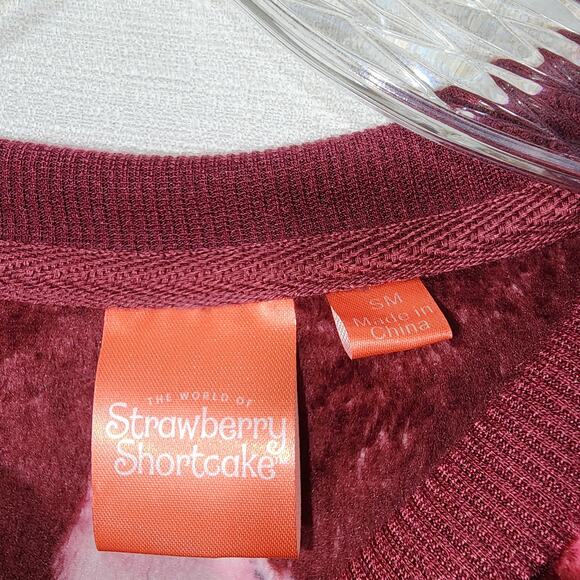 THE WORLD OF
Strawberry
Shortcake
SM
Made in
China